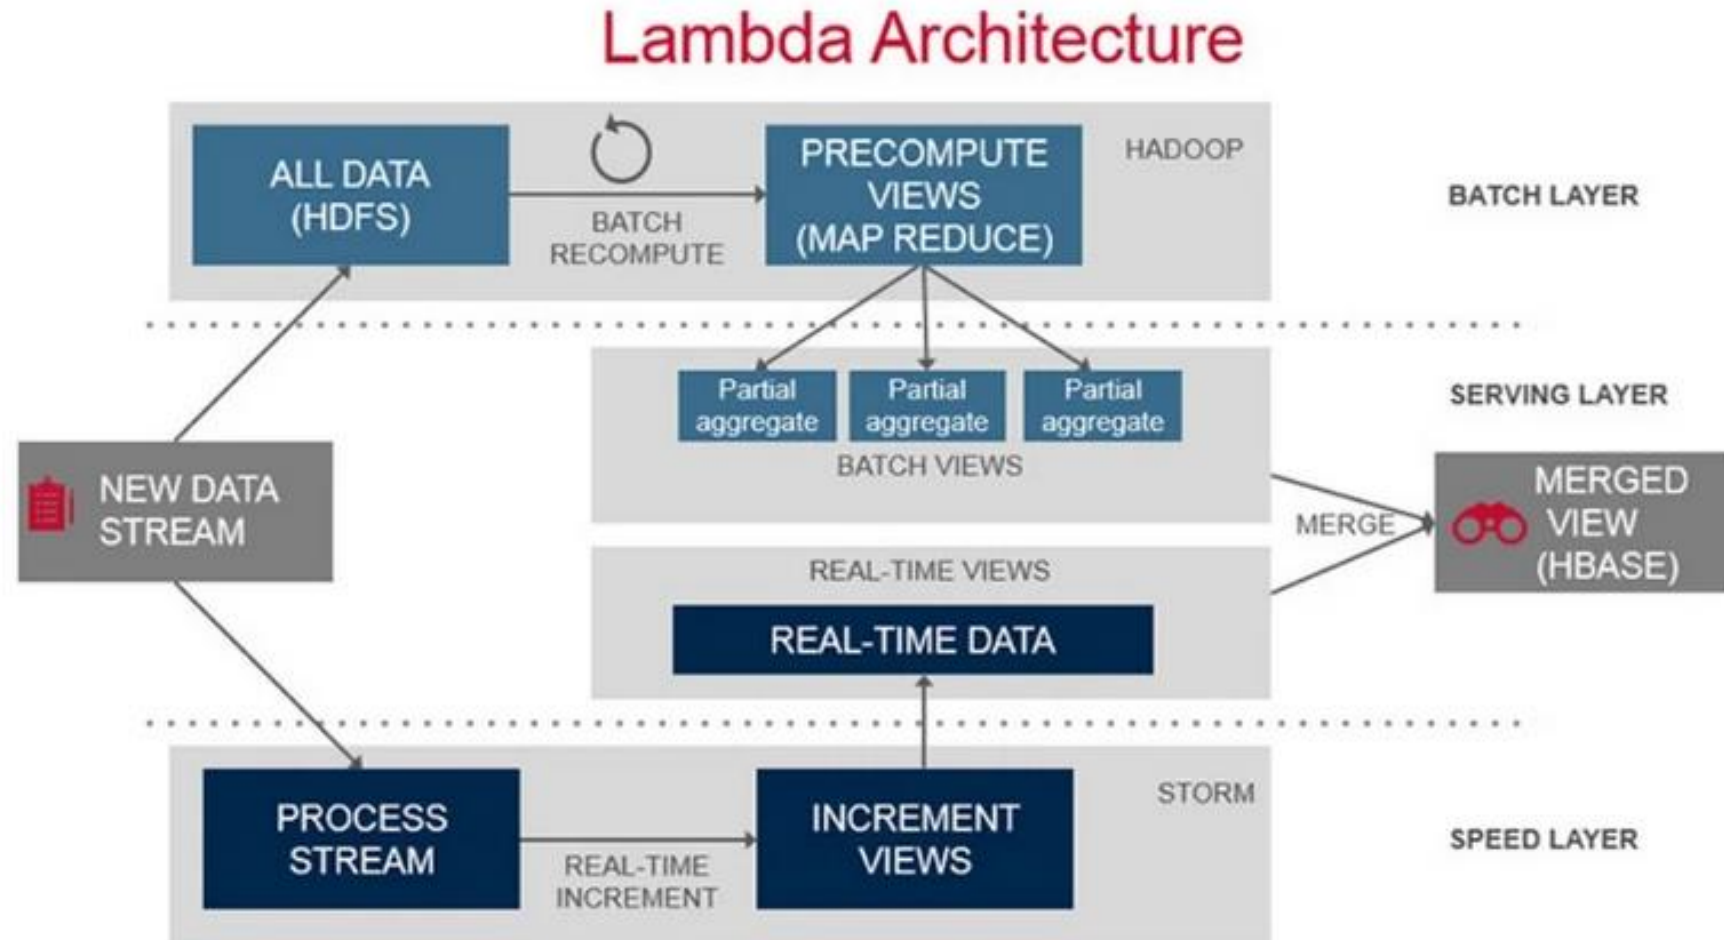 Lambda Architecture
ALL DATA
(HDFS)
BATCH
RECOMPUTE
PRECOMPUTE
VIEWS
(MAP REDUCE)
HADOOP
BATCH LAYER
Partial
aggregate
Partial
aggregate
Partial
aggregate
BATCH VIEWS
SERVING LAYER
NEW DATA
STREAM
MERGE
MERGED
VIEW
(HBASE)
REAL-TIME VIEWS
REAL-TIME DATA
PROCESS
STREAM
REAL-TIME
INCREMENT
INCREMENT
VIEWS
STORM
SPEED LAYER